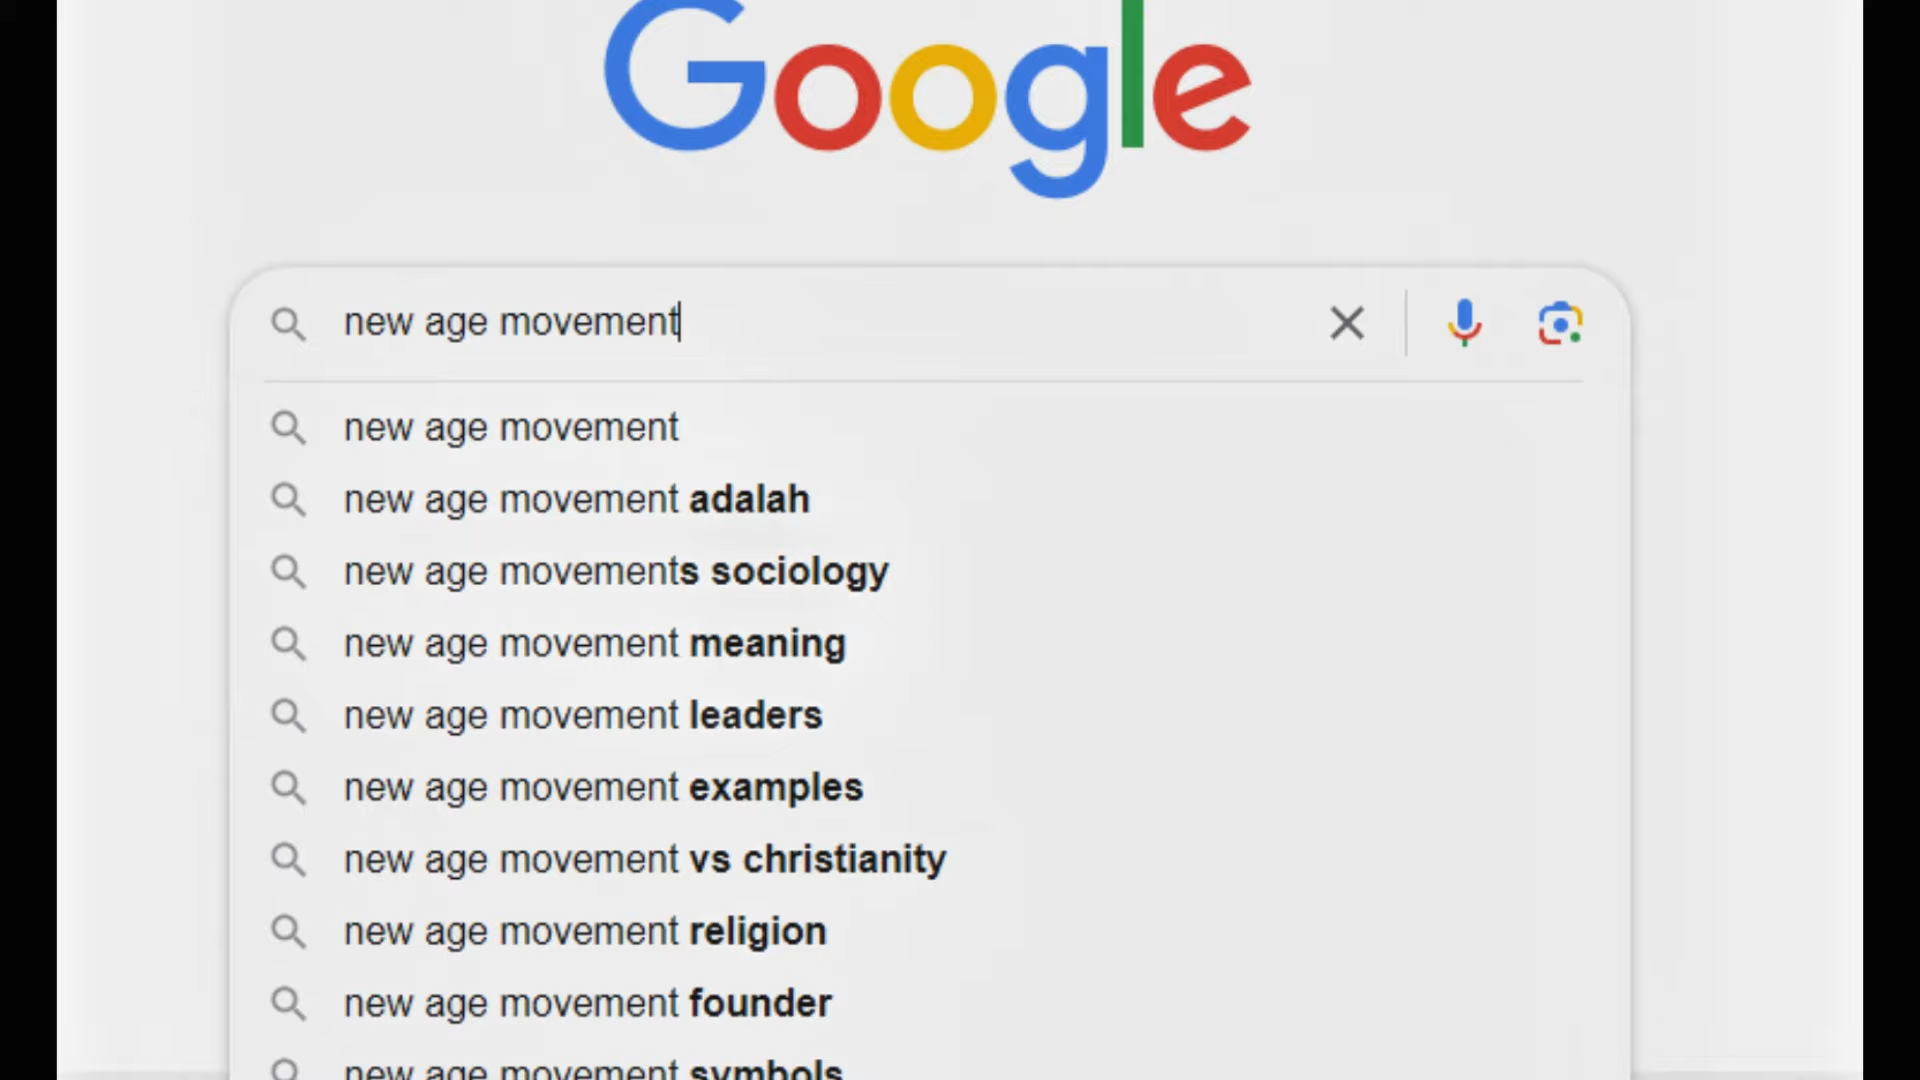 Google
new age movement
new age movement
new age movement adalah
new age movements sociology
new age movement meaning
new age movement leaders
new age movement examples
new age movement vs christianity
new age movement religion
new age movement founder
new age movement symbols